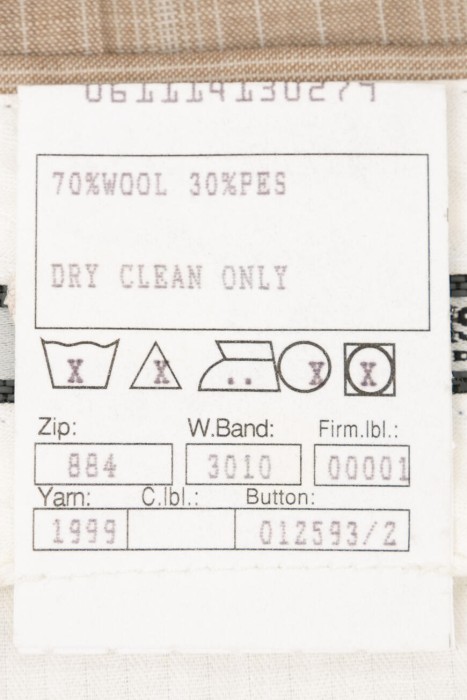 061114130274
70%WOOL 30%PES
DRY CLEAN ONLY
X X .. X X
Zip: W.Band: Firm.lbl.:
884 3010 00001
Yarn: C.lbl.: Button:
1999 012593/2